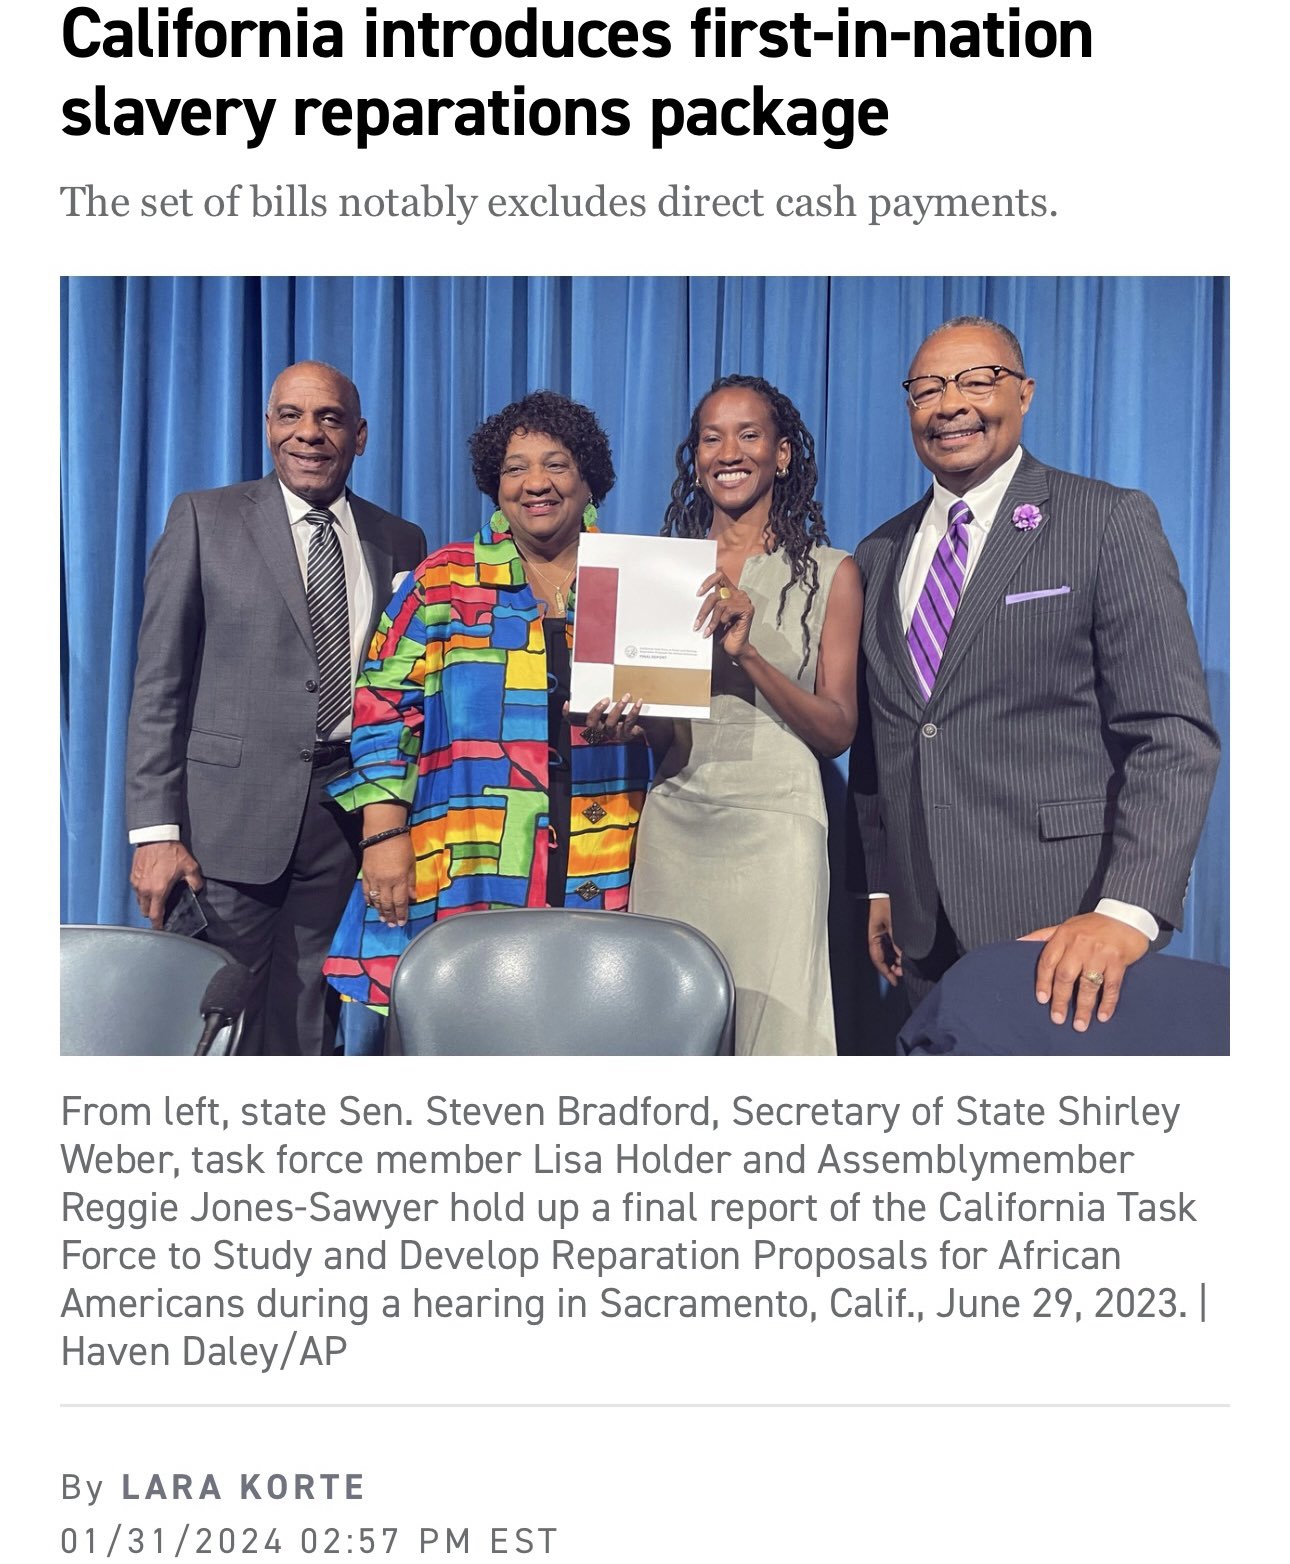 California introduces first-in-nation
slavery reparations package
The set of bills notably excludes direct cash payments.
FINAL REPORT
From left, state Sen. Steven Bradford, Secretary of State Shirley
Weber, task force member Lisa Holder and Assemblymember
Reggie Jones-Sawyer hold up a final report of the California Task
Force to Study and Develop Reparation Proposals for African
Americans during a hearing in Sacramento, Calif., June 29, 2023. |
Haven Daley/AP
By LARA KORTE
01/31/2024 02:57 PM EST